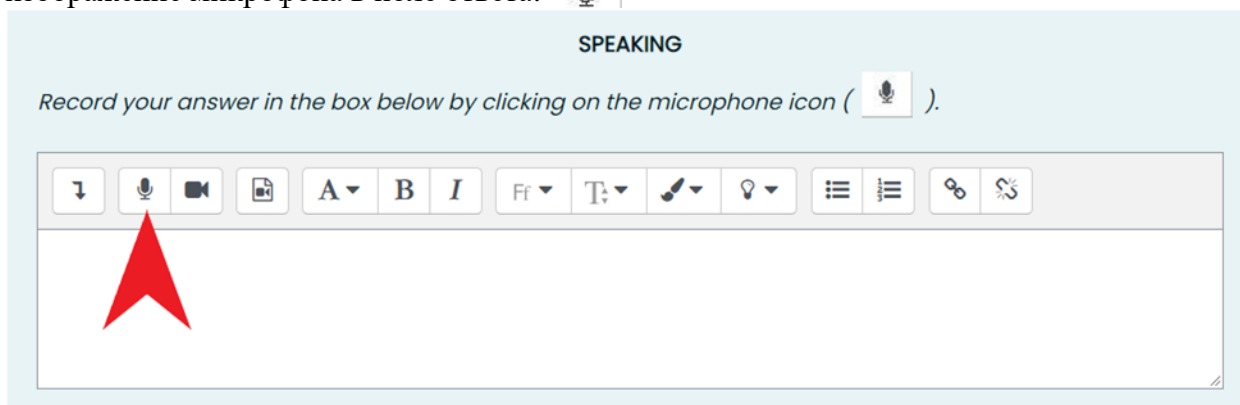 SPEAKING
Record your answer in the box below by clicking on the microphone icon ( ).
A B I Ff T